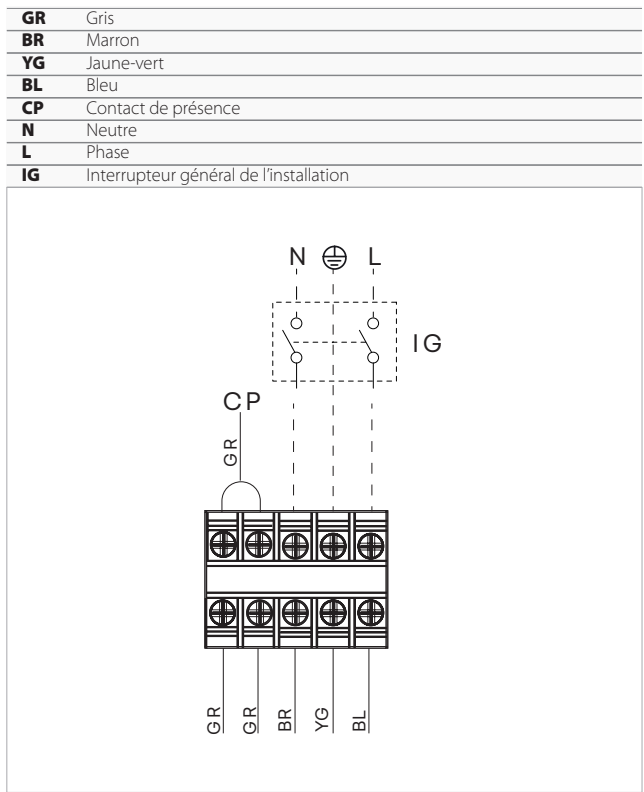 GR Gris
BR Marron
YG Jaune-vert
BL Bleu
CP Contact de présence
N Neutre
L Phase
IG Interrupteur général de l'installation
N L
IG
CP
GR
GR GR BR YG BL